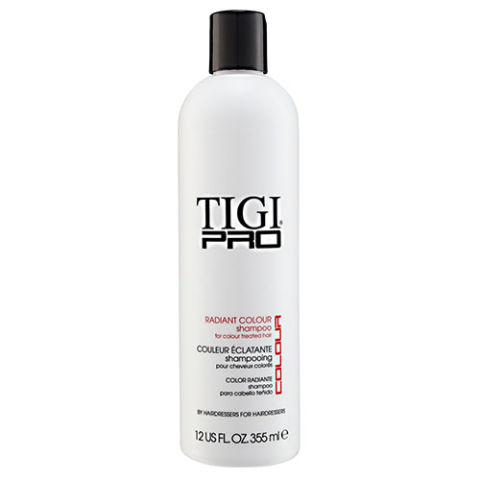 TIGI®
PRO
RADIANT COLOUR
shampoo
for colour treated hair
COULEUR ÉCLATANTE
shampooing
pour cheveux colorés
COLOR RADIANTE
shampoo
para cabello teñido
COLOUR
BY HAIRDRESSERS FOR HAIRDRESSERS
12 US FL. OZ. 355 ml ℮